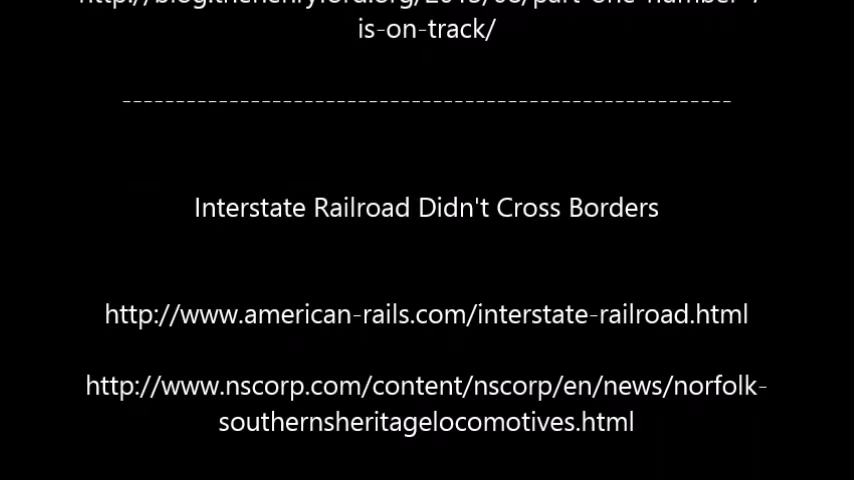 is-on-track/
---------------------------------------------------------
Interstate Railroad Didn't Cross Borders
http://www.american-rails.com/interstate-railroad.html
http://www.nscorp.com/content/nscorp/en/news/norfolk-
southernsheritagelocomotives.html